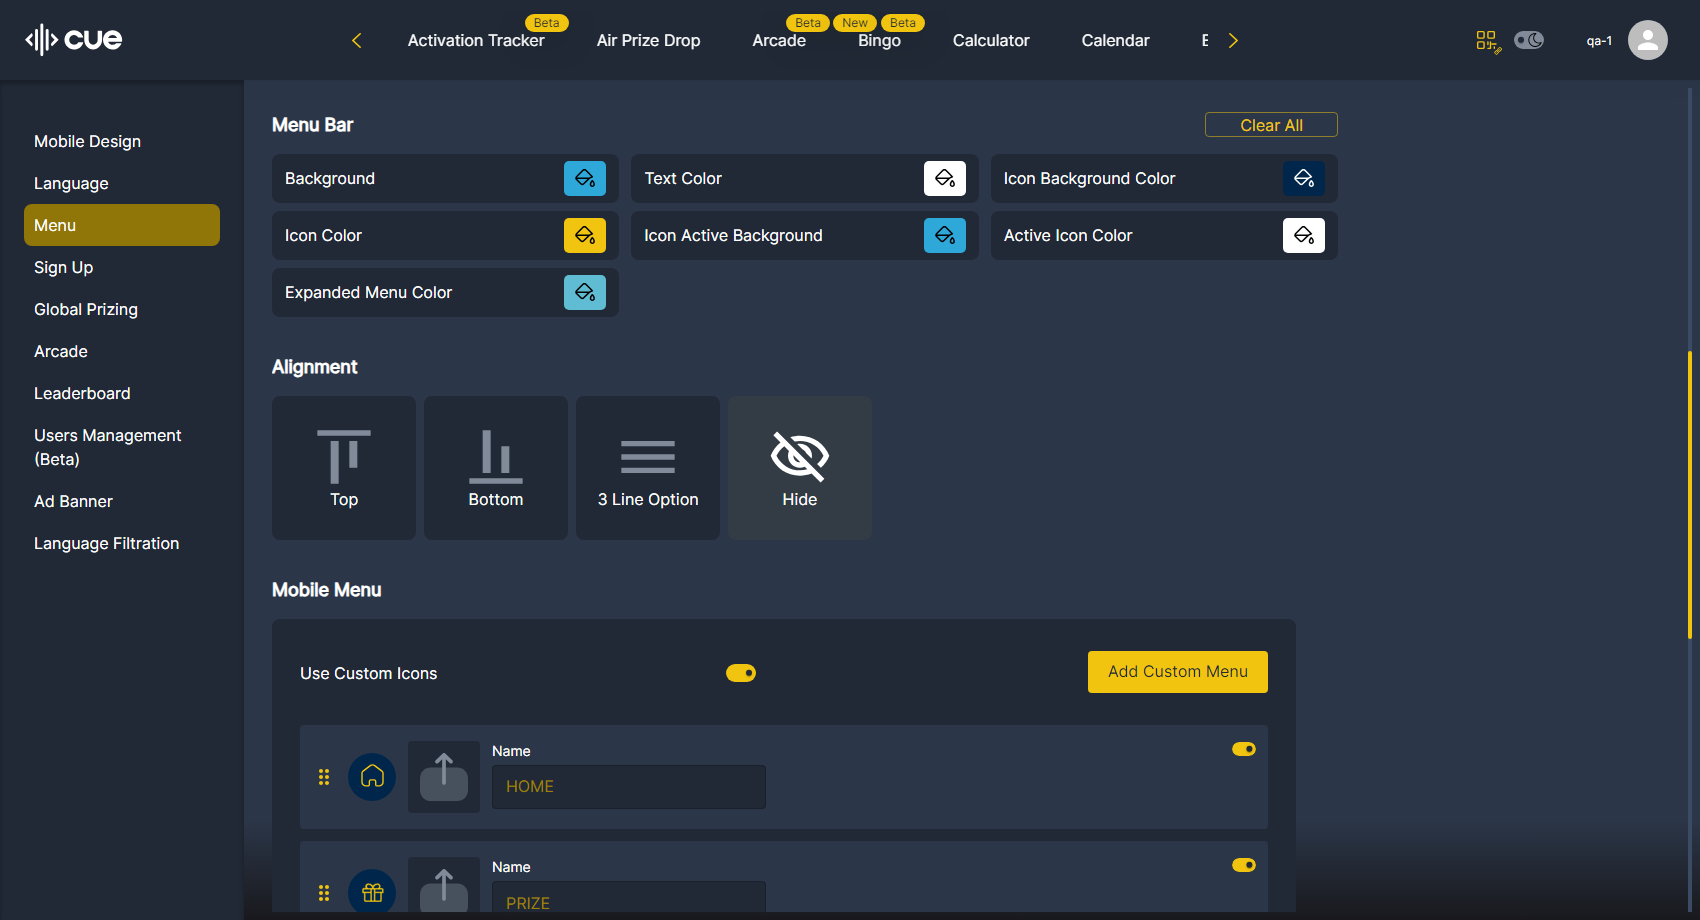 cue
Activation Tracker
Beta
Air Prize Drop
Arcade
Beta
New
Bingo
Beta
Calculator
Calendar
qa-1
Mobile Design
Language
Menu
Sign Up
Global Prizing
Arcade
Leaderboard
Users Management
(Beta)
Ad Banner
Language Filtration
Menu Bar
Clear All
Background
Text Color
Icon Background Color
Icon Color
Icon Active Background
Active Icon Color
Expanded Menu Color
Alignment
Top
Bottom
3 Line Option
Hide
Mobile Menu
Use Custom Icons
Add Custom Menu
Name
HOME
Name
PRIZE